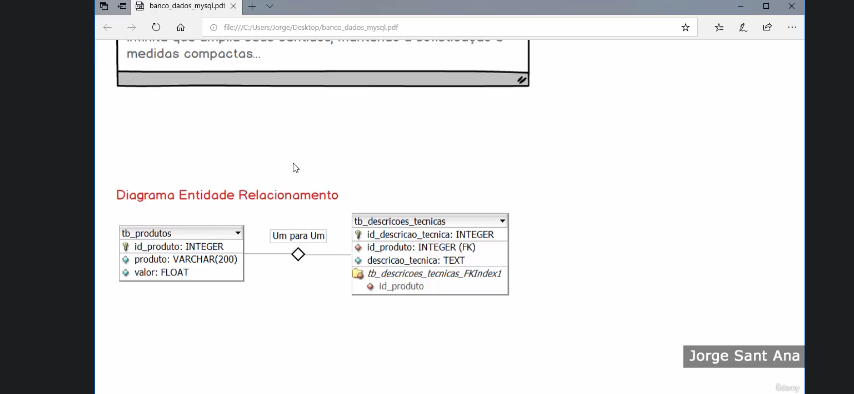 banco_dados_mysql.pdf
file:///C:/Users/Jorge/Desktop/banco_dados_mysql.pdf
medidas compactas...
Diagrama Entidade Relacionamento
tb_produtos
id_produto: INTEGER
produto: VARCHAR(200)
valor: FLOAT
Um para Um
tb_descricoes_tecnicas
id_descricao_tecnica: INTEGER
id_produto: INTEGER (FK)
descricao_tecnica: TEXT
tb_descricoes_tecnicas_FKIndex1
id_produto
Jorge Sant Ana
Udemy